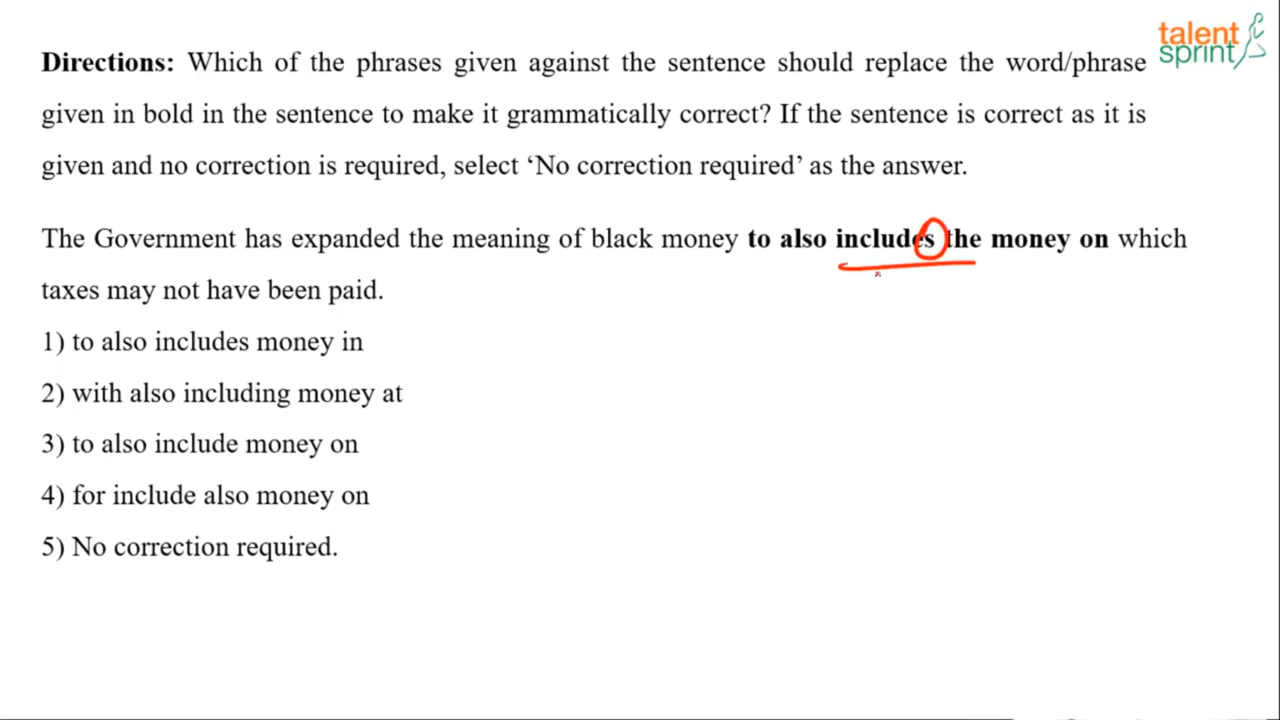 talent
sprint
Directions: Which of the phrases given against the sentence should replace the word/phrase
given in bold in the sentence to make it grammatically correct? If the sentence is correct as it is
given and no correction is required, select ‘No correction required’ as the answer.
The Government has expanded the meaning of black money to also includes the money on which
taxes may not have been paid.
1) to also includes money in
2) with also including money at
3) to also include money on
4) for include also money on
5) No correction required.